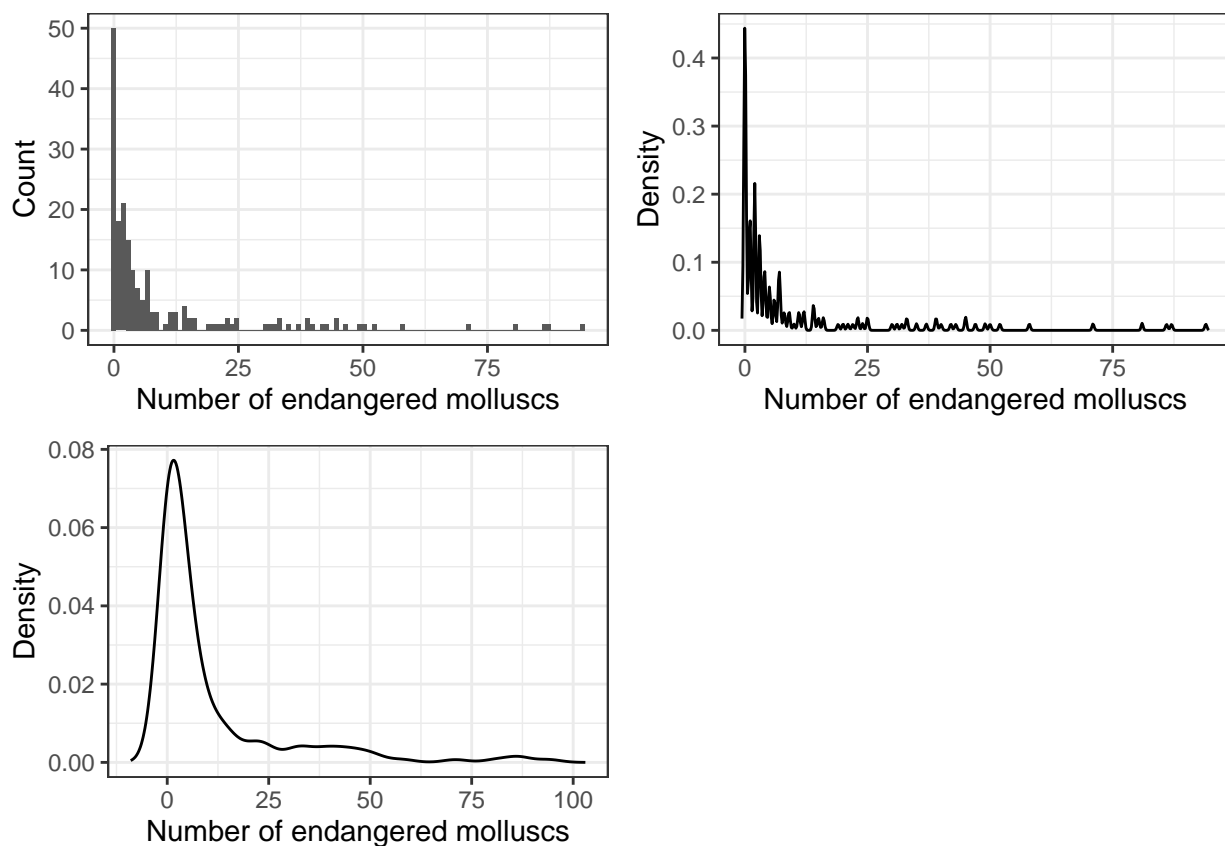 50
40
30
20
10
0
Count
0 25 50 75
Number of endangered molluscs
0.4
0.3
0.2
0.1
0.0
Density
0 25 50 75
Number of endangered molluscs
0.08
0.06
0.04
0.02
0.00
Density
0 25 50 75 100
Number of endangered molluscs